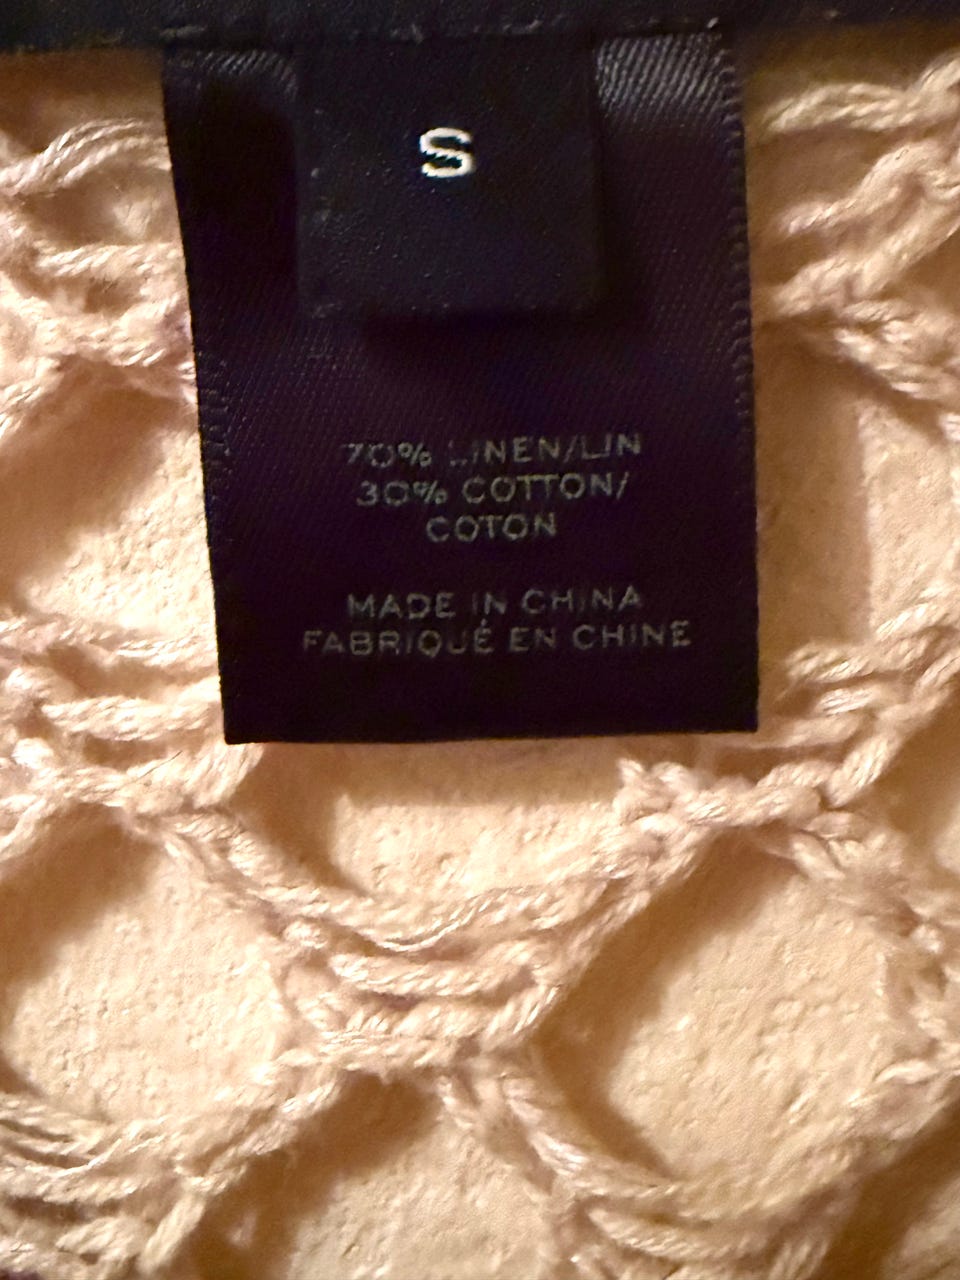 S
70% LINEN/LIN
30% COTTON/
COTON
MADE IN CHINA
FABRIQUÉ EN CHINE